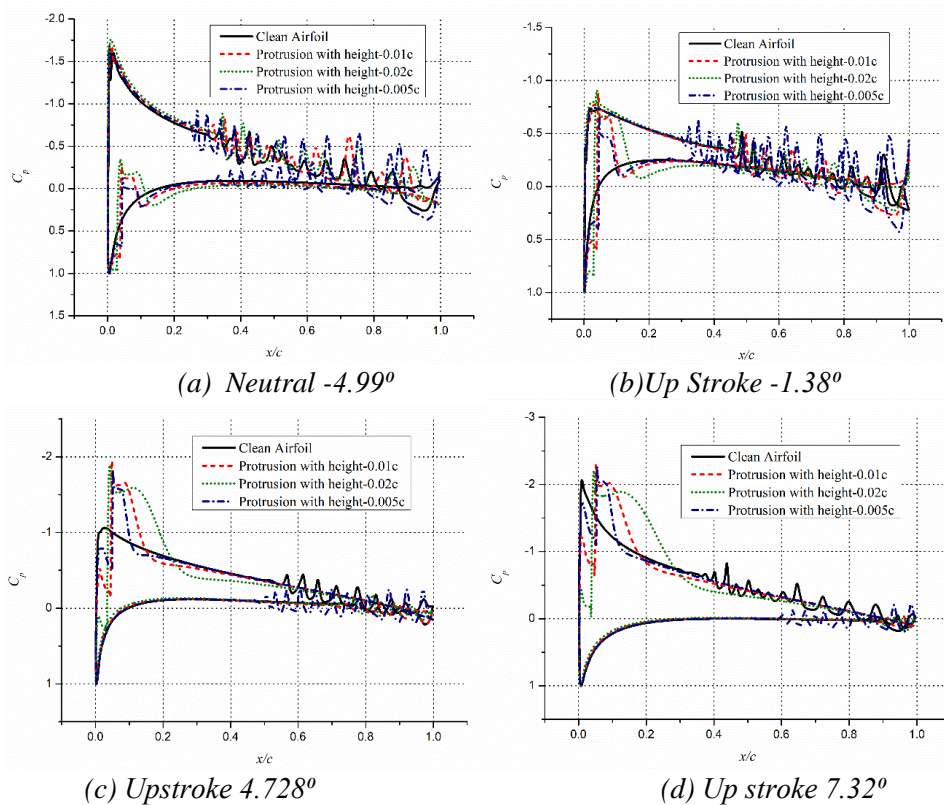 -2.0
-1.5
-1.0
-0.5
0.0
0.5
1.0
1.5
Cp
Clean Airfoil
Protrusion with height-0.01c
Protrusion with height-0.02c
Protrusion with height-0.005c
0.0 0.2 0.4 0.6 0.8 1.0
x/c
(a) Neutral -4.99⁰
-1.5
-1.0
-0.5
0.0
0.5
1.0
Cp
Clean Airfoil
Protrusion with height-0.01c
Protrusion with height-0.02c
Protrusion with height-0.005c
0.0 0.2 0.4 0.6 0.8 1.0
x/c
(b)Up Stroke -1.38⁰
-2
-1
0
1
Cp
Clean Airfoil
Protrusion with height-0.01c
Protrusion with height-0.02c
Protrusion with height-0.005c
0.0 0.2 0.4 0.6 0.8 1.0
x/c
(c) Upstroke 4.728⁰
-3
-2
-1
0
1
Cp
Clean Airfoil
Protrusion with height-0.01c
Protrusion with height-0.02c
Protrusion with height-0.005c
0.0 0.2 0.4 0.6 0.8 1.0
x/c
(d) Up stroke 7.32⁰